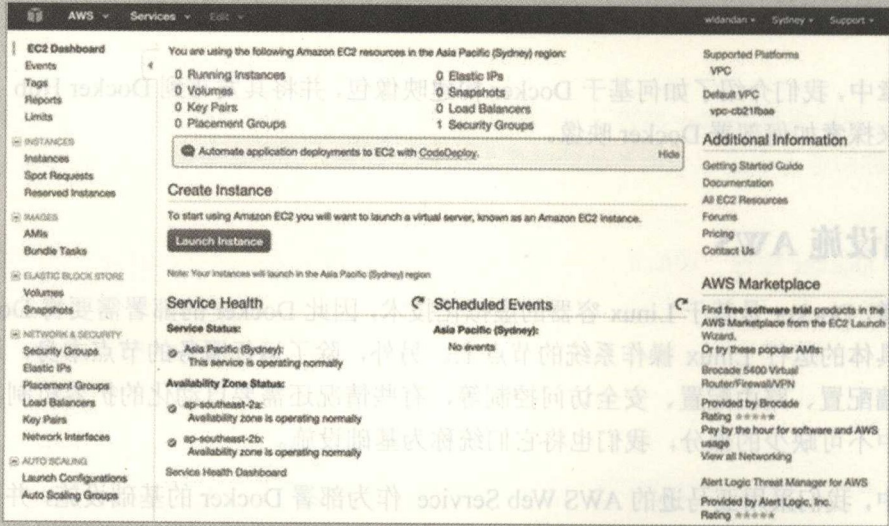 AWS Services Edit widandan Sydney Support
EC2 Dashboard
Events
Tags
Reports
Limits
INSTANCES
Instances
Spot Requests
Reserved Instances
IMAGES
AMIs
Bundle Tasks
ELASTIC BLOCK STORE
Volumes
Snapshots
NETWORK & SECURITY
Security Groups
Elastic IPs
Placement Groups
Load Balancers
Key Pairs
Network Interfaces
AUTO SCALING
Launch Configurations
Auto Scaling Groups
You are using the following Amazon EC2 resources in the Asia Pacific (Sydney) region:
0 Running Instances
0 Volumes
0 Key Pairs
0 Placement Groups
0 Elastic IPs
0 Snapshots
0 Load Balancers
1 Security Groups
Automate application deployments to EC2 with CodeDeploy. Hide
Create Instance
To start using Amazon EC2 you will want to launch a virtual server, known as an Amazon EC2 instance.
Launch Instance
Note: Your instances will launch in the Asia Pacific (Sydney) region
Service Health
Service Status:
Asia Pacific (Sydney):
This service is operating normally
Availability Zone Status:
ap-southeast-2a:
Availability zone is operating normally
ap-southeast-2b:
Availability zone is operating normally
Service Health Dashboard
Scheduled Events
Asia Pacific (Sydney):
No events
Supported Platforms
VPC
Default VPC
vpc-cb21fbae
Additional Information
Getting Started Guide
Documentation
All EC2 Resources
Forums
Pricing
Contact Us
AWS Marketplace
Find free software trial products in the
AWS Marketplace from the EC2 Launch
Wizard.
Or try these popular AMIs:
Brocade 5400 Virtual
Router/Firewall/VPN
Provided by Brocade
Rating
Pay by the hour for software and AWS
usage
View all Networking
Alert Logic Threat Manager for AWS
Provided by Alert Logic, Inc.
Rating